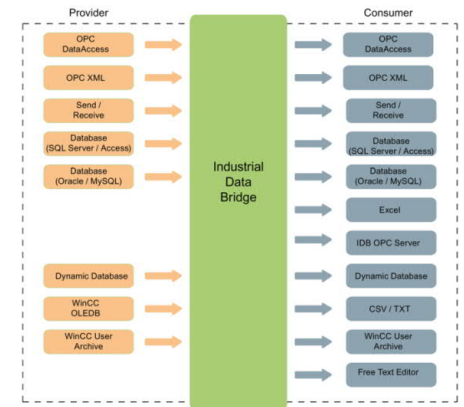 Provider
Consumer
OPC
DataAccess
OPC XML
Send /
Receive
Database
(SQL Server / Access)
Database
(Oracle / MySQL)
Dynamic Database
WinCC
OLEDB
WinCC User
Archive
Industrial
Data
Bridge
OPC
DataAccess
OPC XML
Send /
Receive
Database
(SQL Server / Access)
Database
(Oracle / MySQL)
Excel
IDB OPC Server
Dynamic Database
CSV / TXT
WinCC User
Archive
Free Text Editor